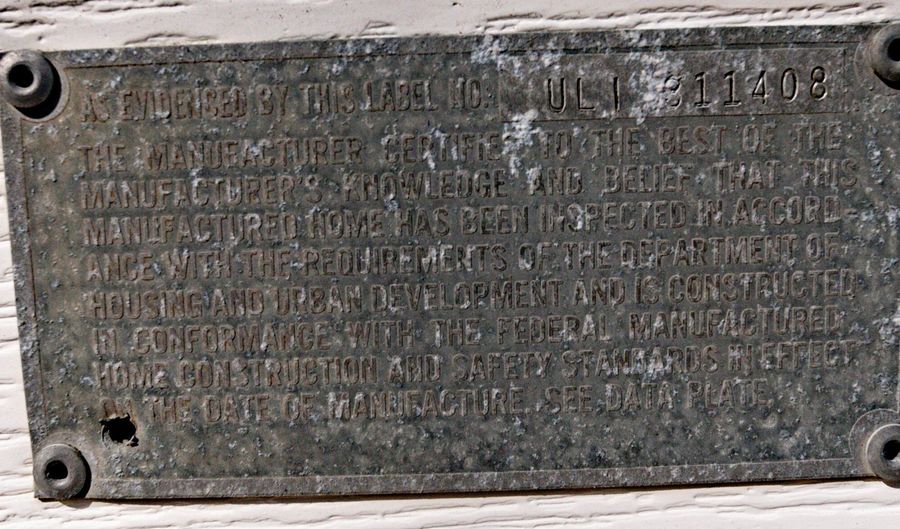 AS EVIDENCED BY THIS LABEL NO. ULI 311408
THE MANUFACTURER CERTIFIES TO THE BEST OF THE
MANUFACTURER'S KNOWLEDGE AND BELIEF THAT THIS
MANUFACTURED HOME HAS BEEN INSPECTED IN ACCORD-
ANCE WITH THE REQUIREMENTS OF THE DEPARTMENT OF
HOUSING AND URBAN DEVELOPMENT AND IS CONSTRUCTED
IN CONFORMANCE WITH THE FEDERAL MANUFACTURED
HOME CONSTRUCTION AND SAFETY STANDARDS IN EFFECT
ON THE DATE OF MANUFACTURE. SEE DATA PLATE.